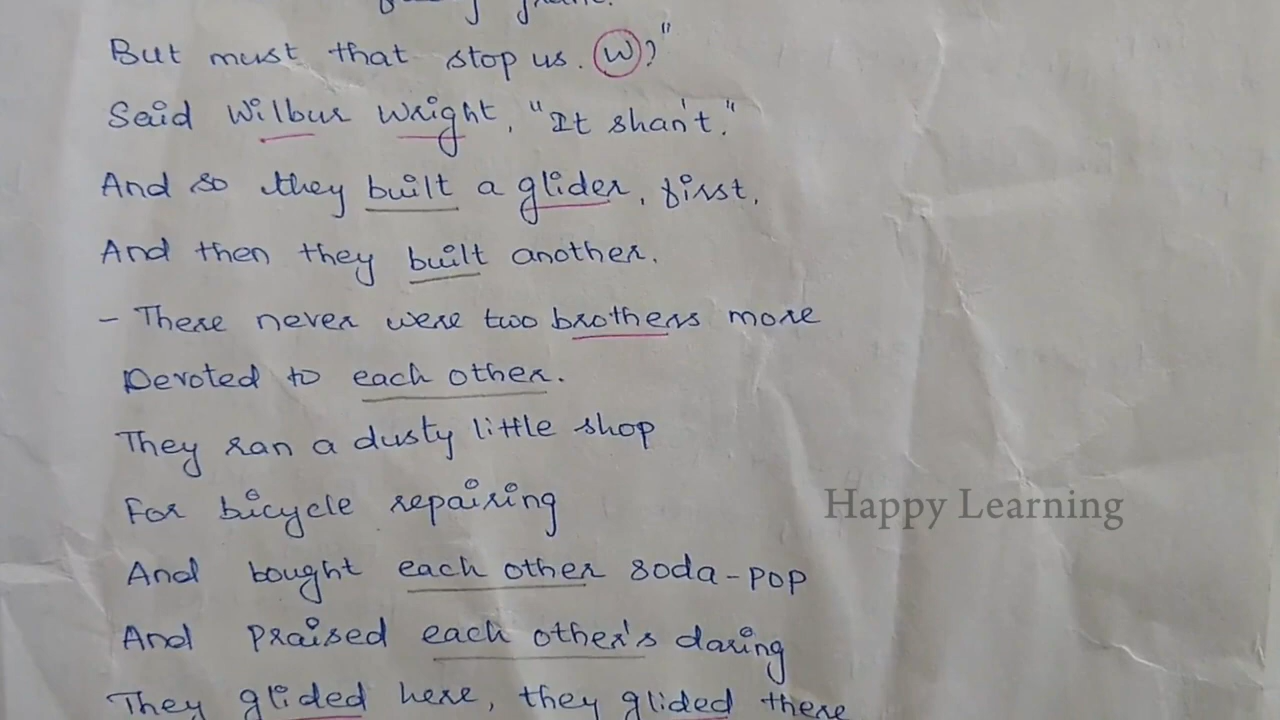 But must that stop us. W?"
Said Wilbur Wright, "It shan't."
And so they built a glider, first,
And then they built another.
- There never were two brothers more
Devoted to each other.
They ran a dusty little shop
For bicycle repairing
And bought each other soda-pop
And praised each other's daring
They glided here, they glided there
Happy Learning